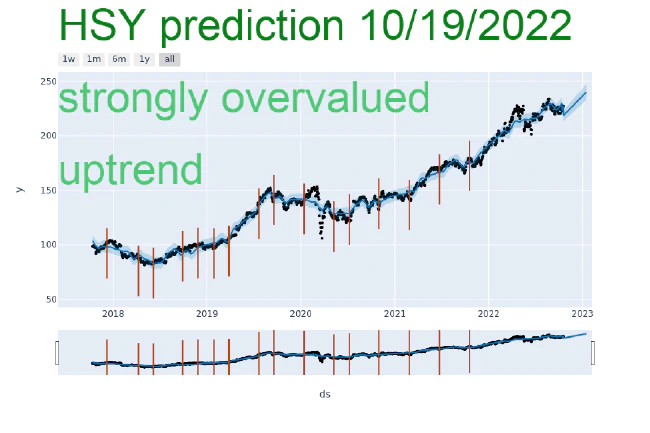 HSY prediction 10/19/2022
1w 1m 6m 1y all
strongly overvalued
uptrend
250
200
150
100
50
y
2018 2019 2020 2021 2022 2023
ds